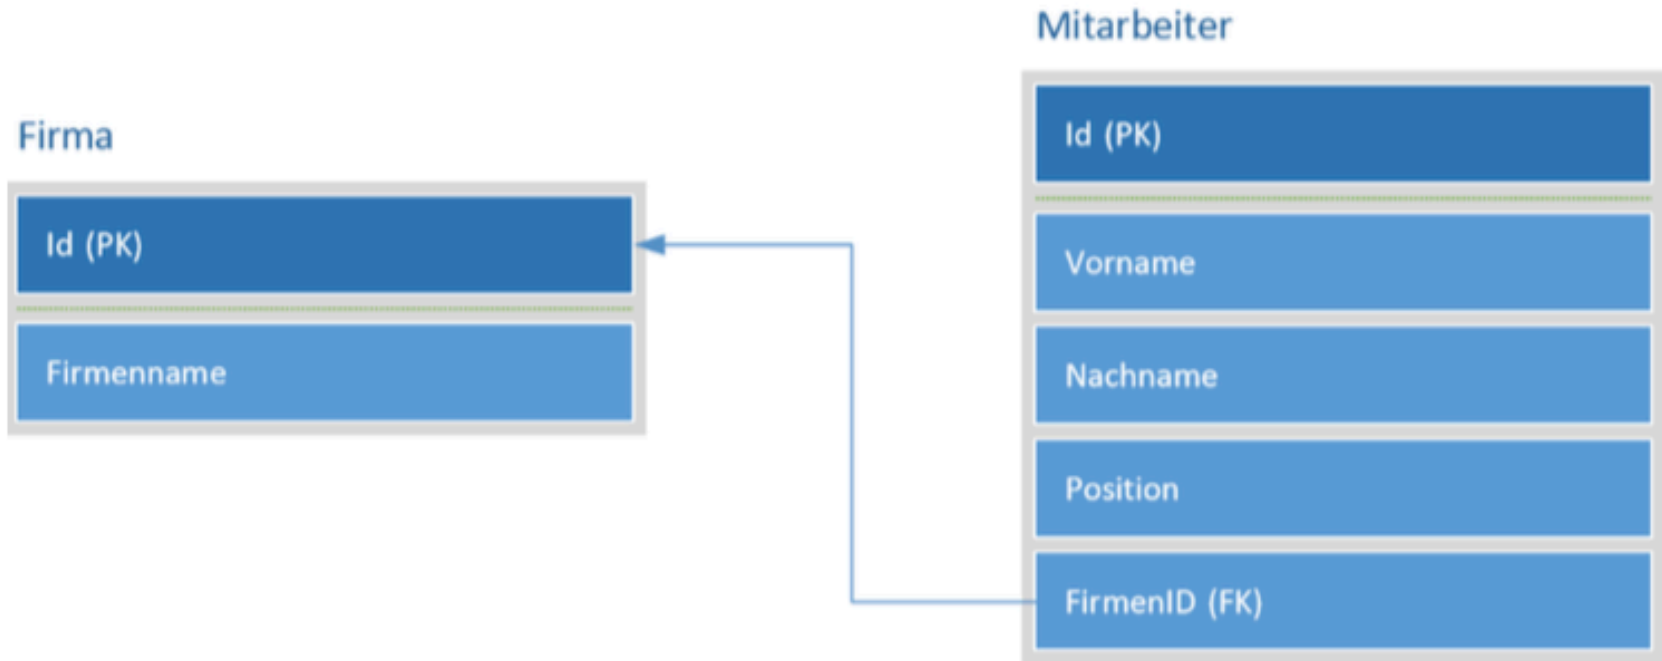 Firma
Id (PK)
Firmenname
Mitarbeiter
Id (PK)
Vorname
Nachname
Position
FirmenID (FK)